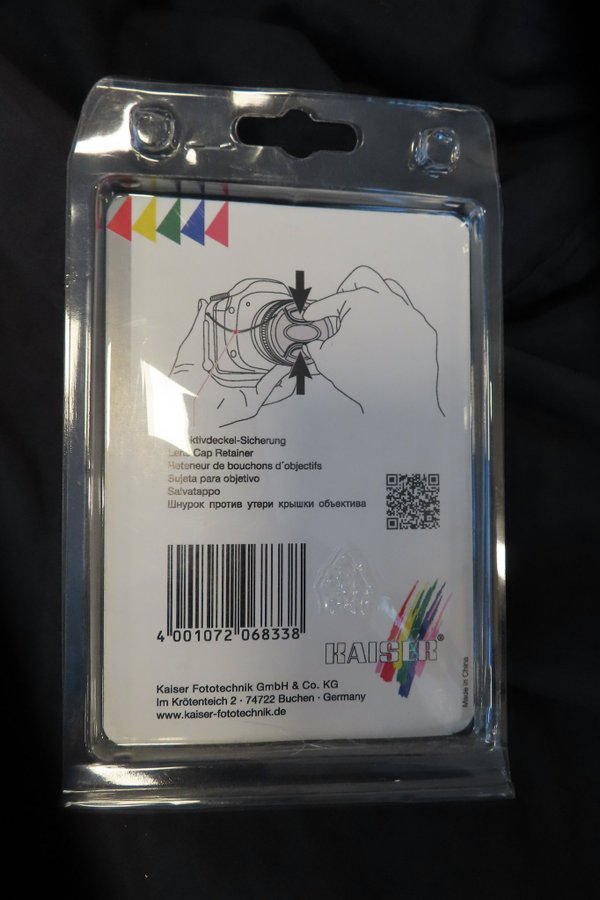 ktivdeckel-Sicherung
Lens Cap Retainer
Reteneur de bouchons d´objectifs
Sujeta para objetivo
Salvatappo
Шнурок против утери крышки объектива
4 001072 068338
KAISER®
Made in China
Kaiser Fototechnik GmbH & Co. KG
Im Krötenteich 2 · 74722 Buchen · Germany
www.kaiser-fototechnik.de